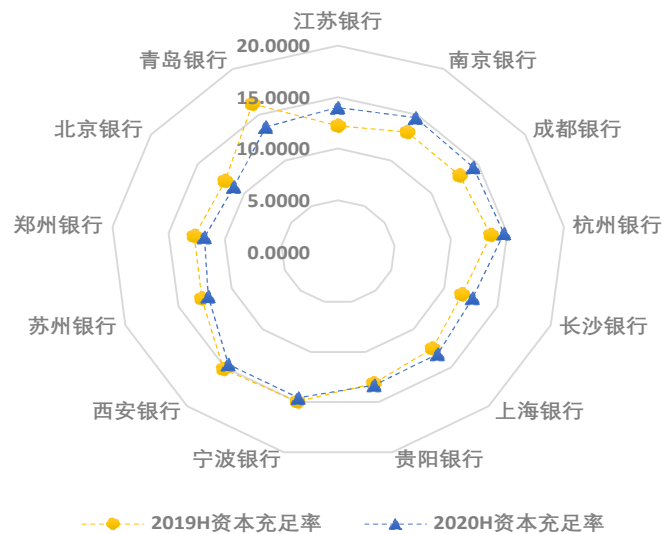 江苏银行
20.0000
青岛银行
南京银行
15.0000
北京银行
成都银行
10.0000
5.0000
郑州银行
杭州银行
0.0000
苏州银行
长沙银行
西安银行
上海银行
宁波银行
贵阳银行
2019H资本充足率
2020H资本充足率